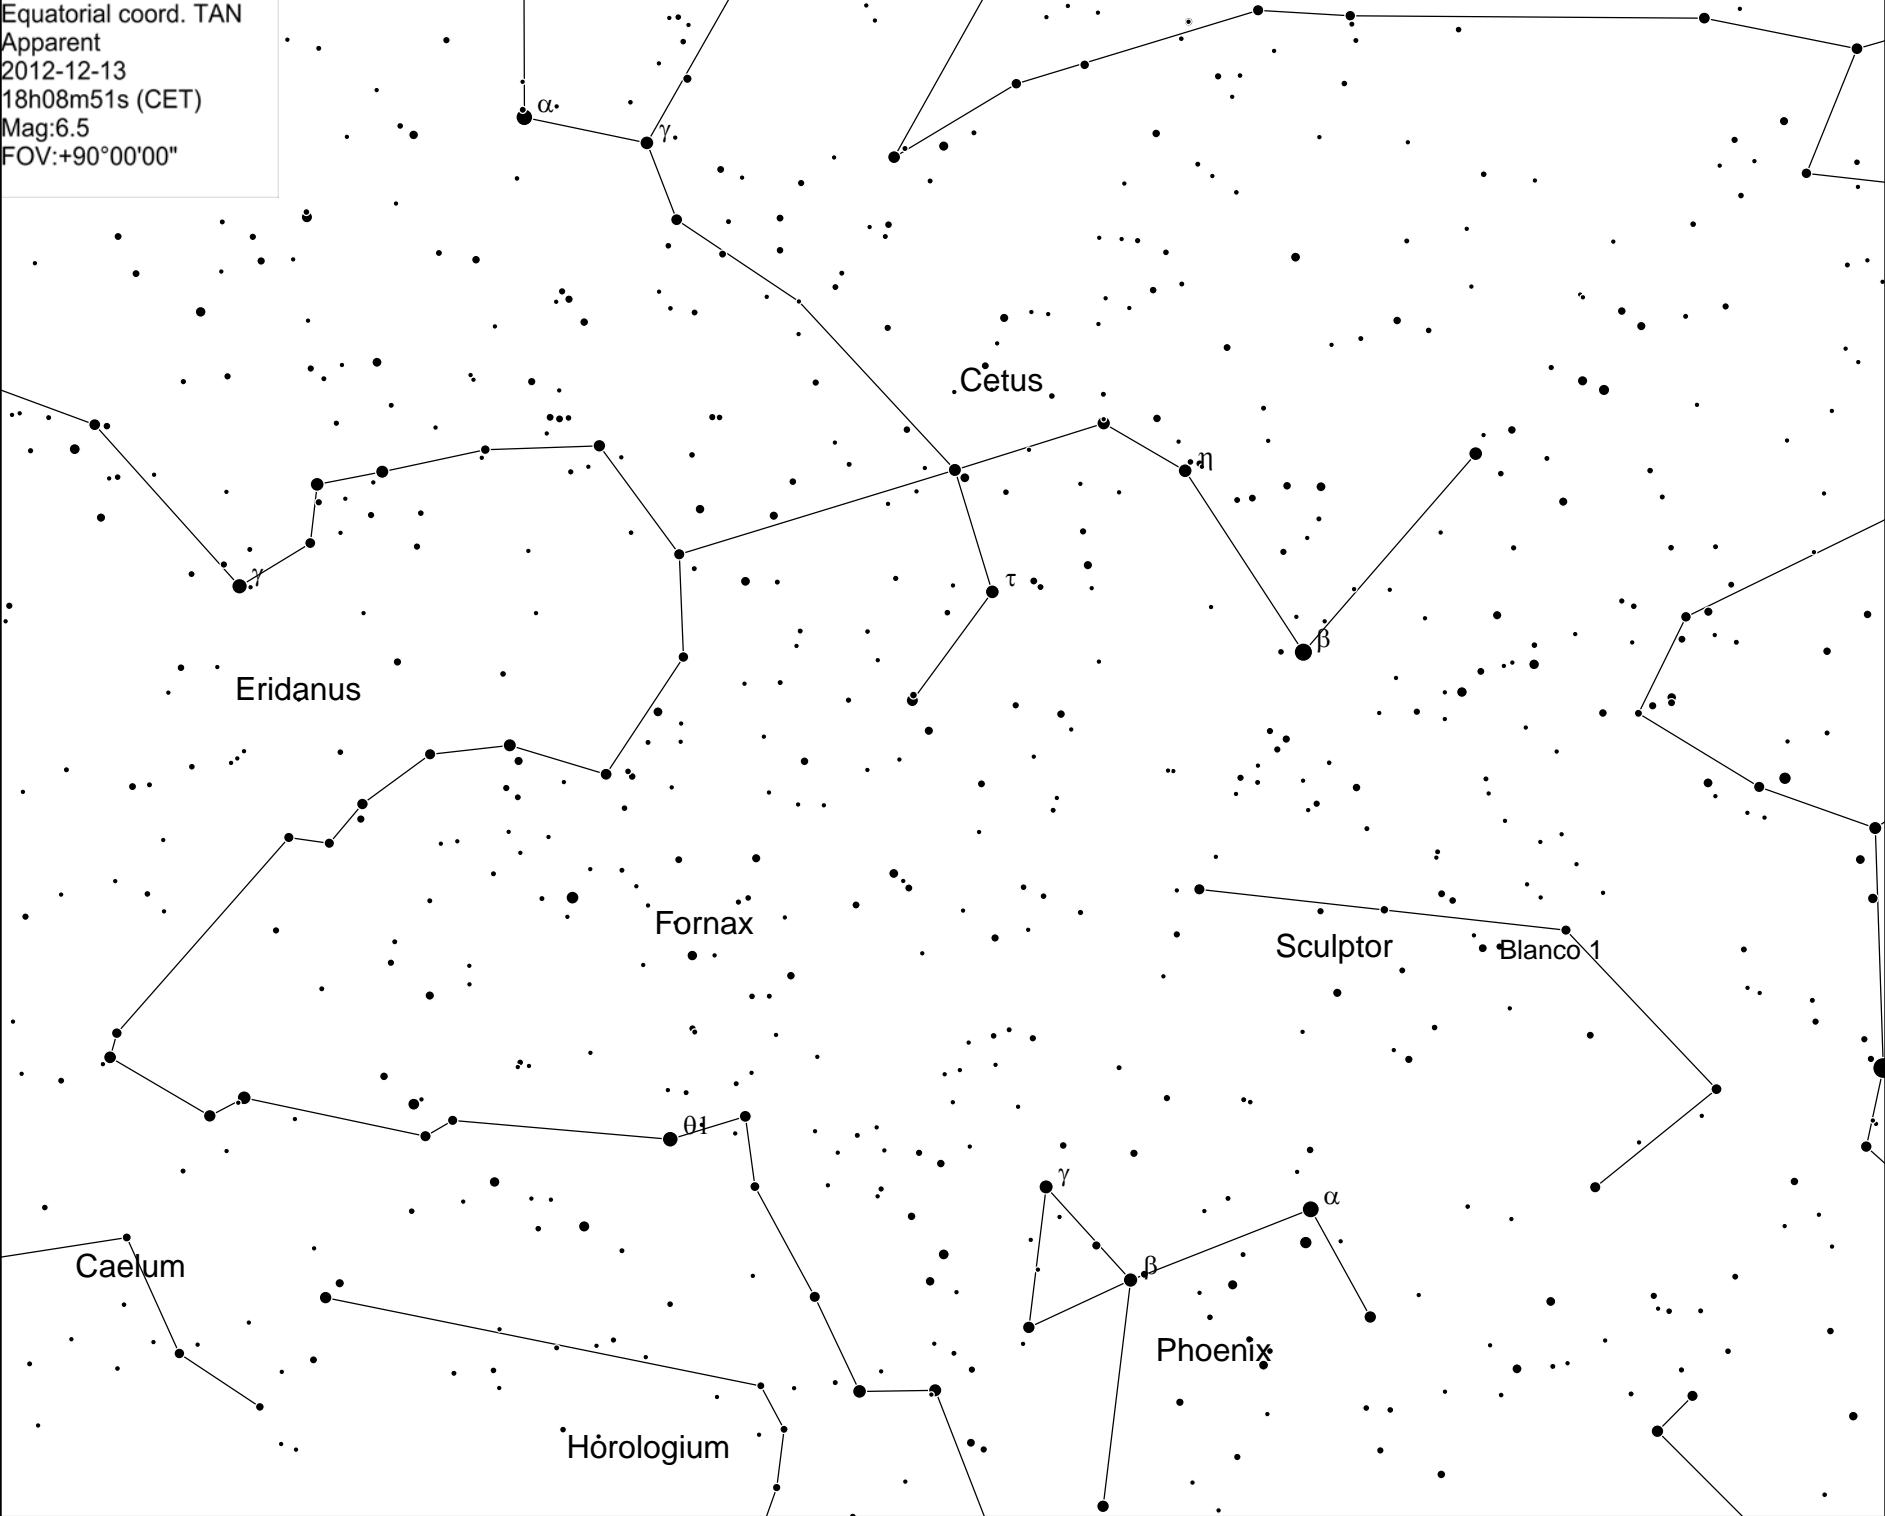 Equatorial coord. TAN
Apparent
2012-12-13
18h08m51s (CET)
Mag:6.5
FOV:+90°00'00"
α
γ
Cetus
η
γ
τ
β
Eridanus
Fornax
Sculptor
Blanco 1
θ1
γ
α
Caelum
β
Phoenix
Horologium